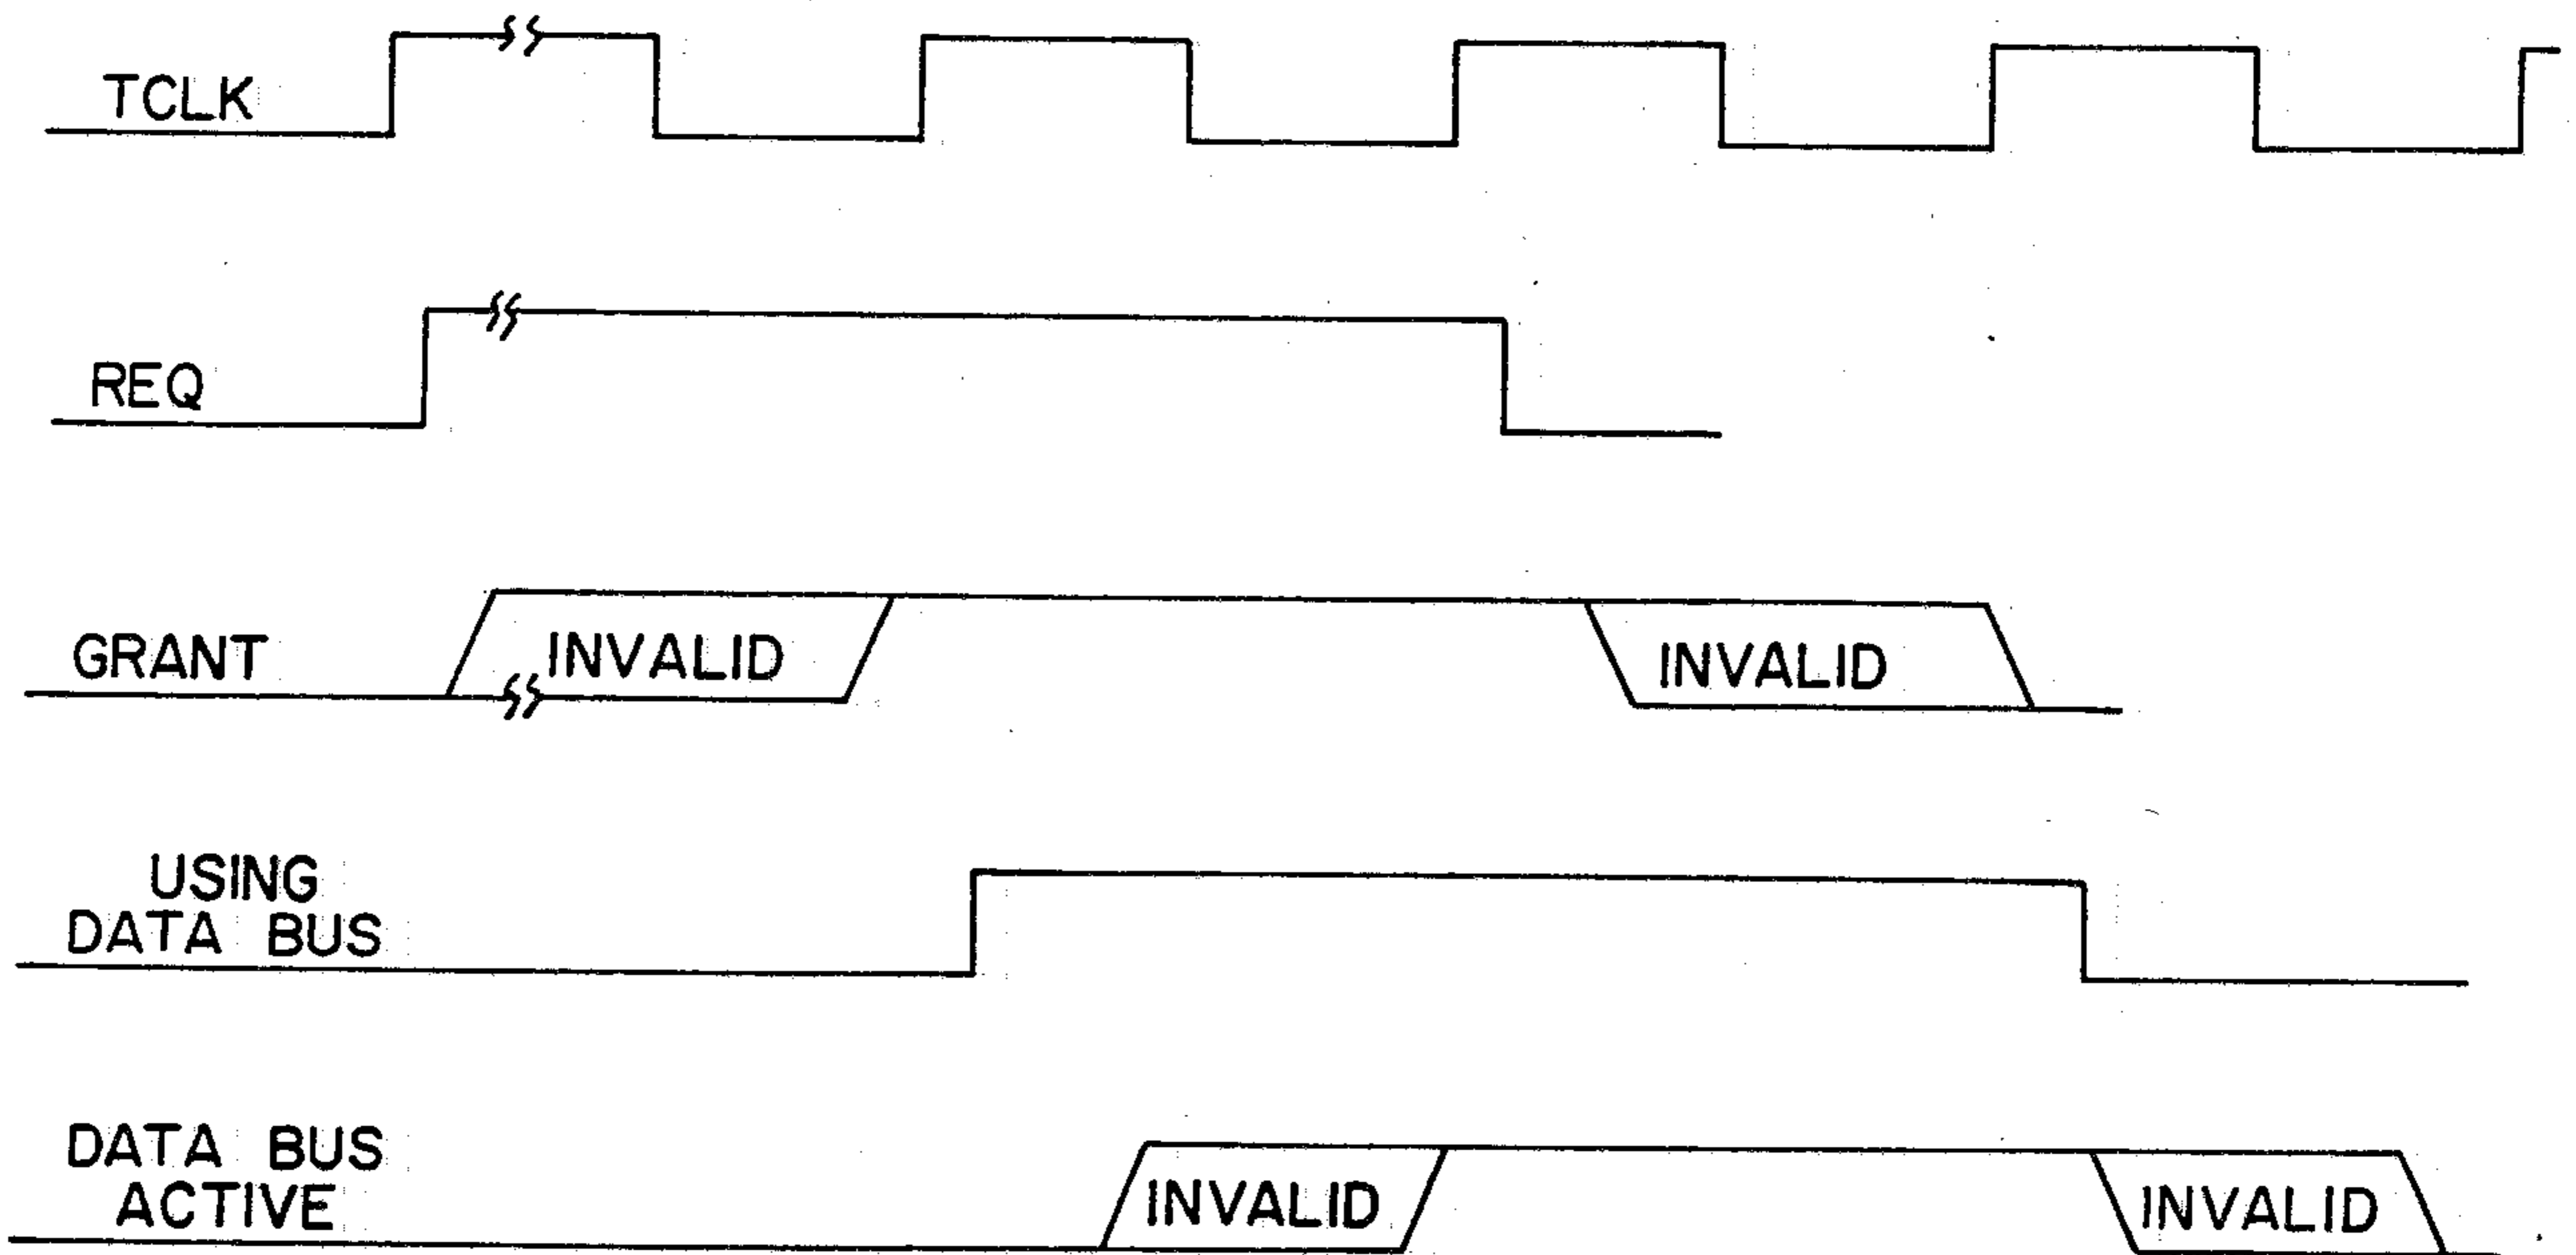 TCLK
REQ
GRANT
INVALID
INVALID
USING
DATA BUS
DATA BUS
ACTIVE
INVALID
INVALID